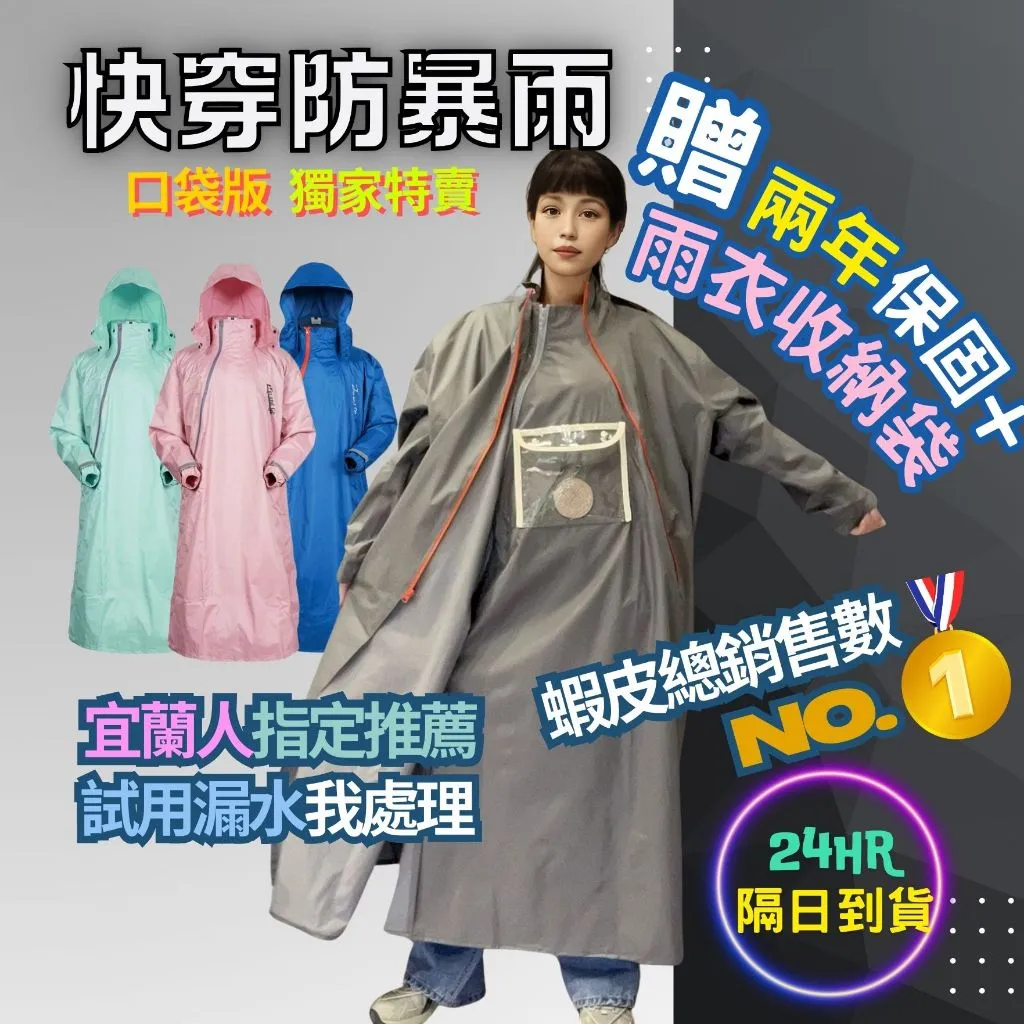 快穿防暴雨
口袋版 獨家特賣
贈 兩年保固+
雨衣收納袋
蝦皮總銷售數
NO. 1
宜蘭人指定推薦
試用漏水我處理
24HR
隔日到貨